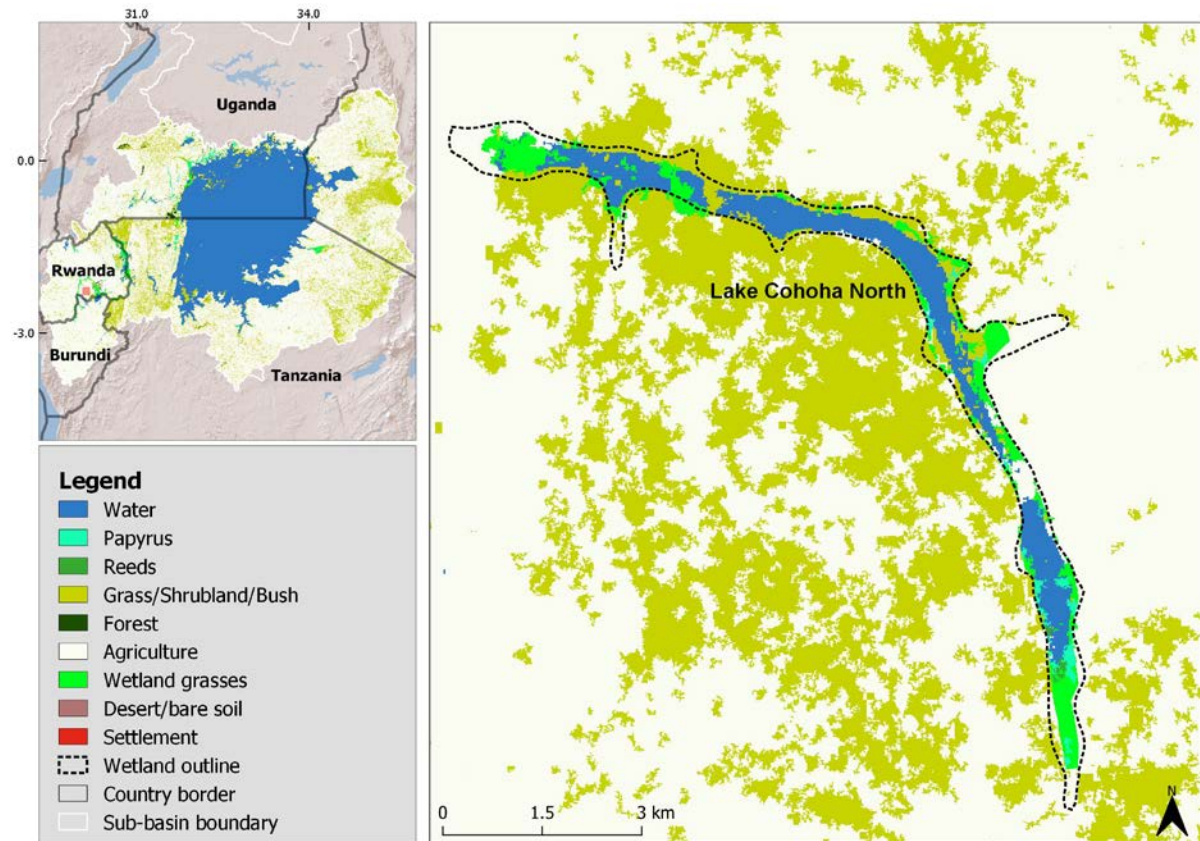 31.0
34.0
Uganda
0.0
Rwanda
-3.0
Burundi
Tanzania
Legend
Water
Papyrus
Reeds
Grass/Shrubland/Bush
Forest
Agriculture
Wetland grasses
Desert/bare soil
Settlement
Wetland outline
Country border
Sub-basin boundary
Lake Cohoha North
0 1.5 3 km
N